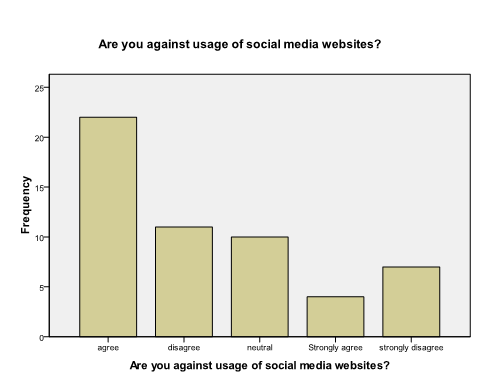 Are you against usage of social media websites?
Frequency
25
20
15
10
5
0
agree disagree neutral Strongly agree strongly disagree
Are you against usage of social media websites?